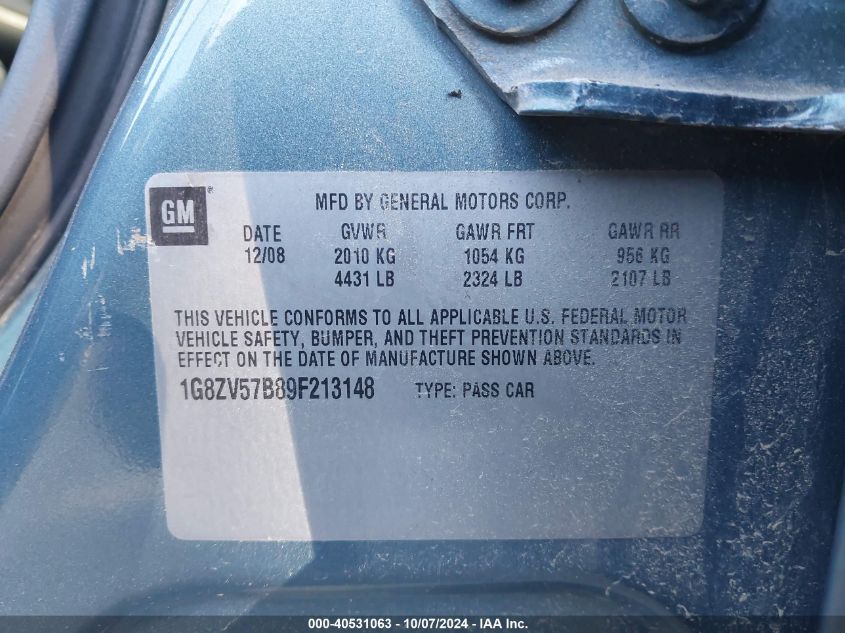 GM ®
MFD BY GENERAL MOTORS CORP.
DATE GVWR GAWR FRT GAWR RR
12/08 2010 KG 1054 KG 956 KG
4431 LB 2324 LB 2107 LB
THIS VEHICLE CONFORMS TO ALL APPLICABLE U.S. FEDERAL MOTOR
VEHICLE SAFETY, BUMPER, AND THEFT PREVENTION STANDARDS IN
EFFECT ON THE DATE OF MANUFACTURE SHOWN ABOVE.
1G8ZV57B89F213148 TYPE: PASS CAR
000-40531063 - 10/07/2024 - IAA Inc.